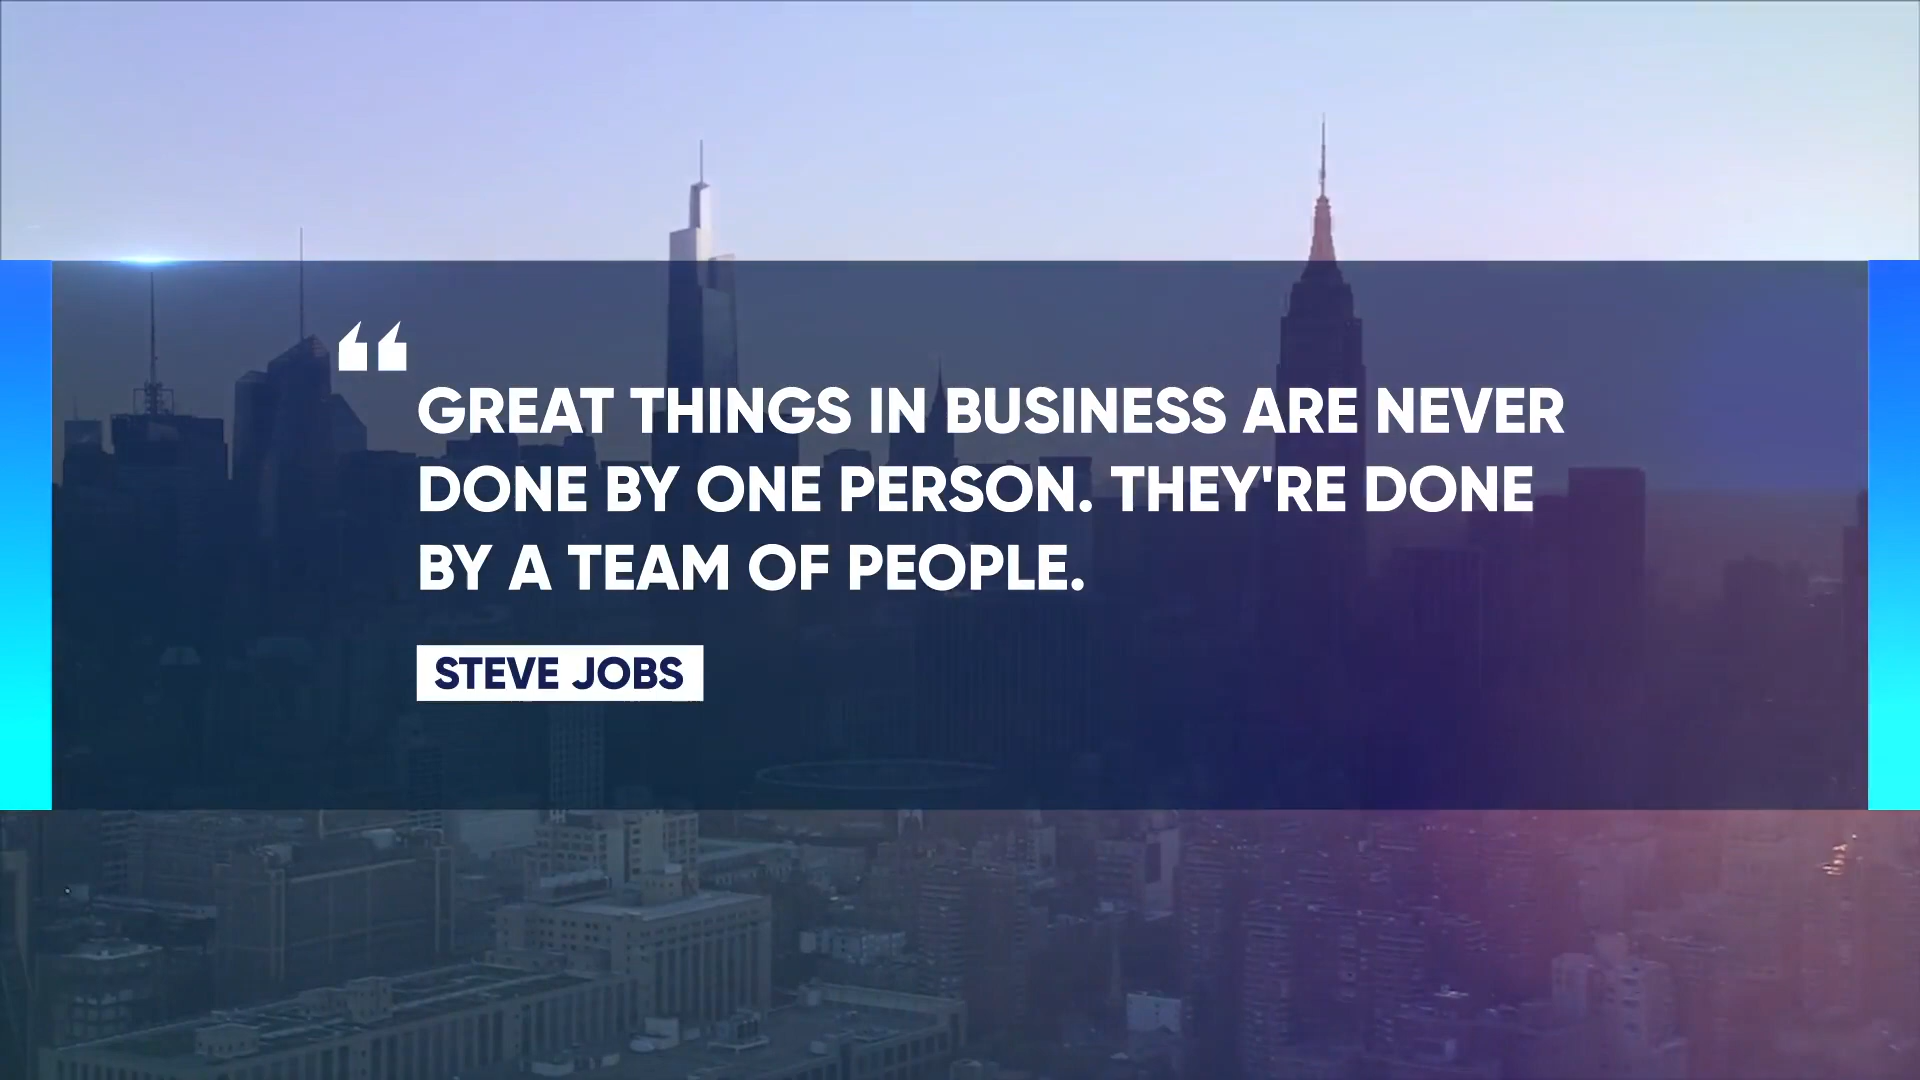 “
GREAT THINGS IN BUSINESS ARE NEVER
DONE BY ONE PERSON. THEY'RE DONE
BY A TEAM OF PEOPLE.
STEVE JOBS